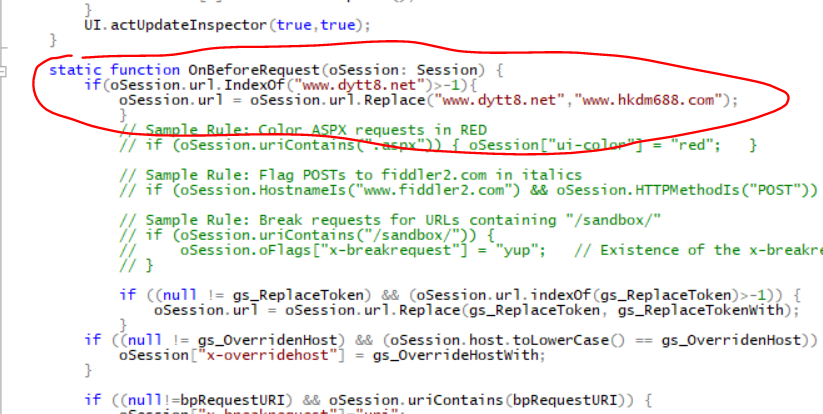 }
UI.actUpdateInspector(true,true);
}
static function OnBeforeRequest(oSession: Session) {
if(oSession.url.IndexOf("www.dytt8.net")>-1){
oSession.url = oSession.url.Replace("www.dytt8.net","www.hkdm688.com");
}
// Sample Rule: Color ASPX requests in RED
// if (oSession.uriContains(".aspx")) { oSession["ui-color"] = "red"; }
// Sample Rule: Flag POSTs to fiddler2.com in italics
// if (oSession.HostnameIs("www.fiddler2.com") && oSession.HTTPMethodIs("POST"))
// Sample Rule: Break requests for URLs containing "/sandbox/"
// if (oSession.uriContains("/sandbox/")) {
// oSession.oFlags["x-breakrequest"] = "yup"; // Existence of the x-breakre
// }
if ((null != gs_ReplaceToken) && (oSession.url.indexOf(gs_ReplaceToken)>-1)) {
oSession.url = oSession.url.Replace(gs_ReplaceToken, gs_ReplaceTokenWith);
}
if ((null != gs_OverridenHost) && (oSession.host.toLowerCase() == gs_OverridenHost))
oSession["x-overridehost"] = gs_OverrideHostWith;
}
if ((null!=bpRequestURI) && oSession.uriContains(bpRequestURI)) {